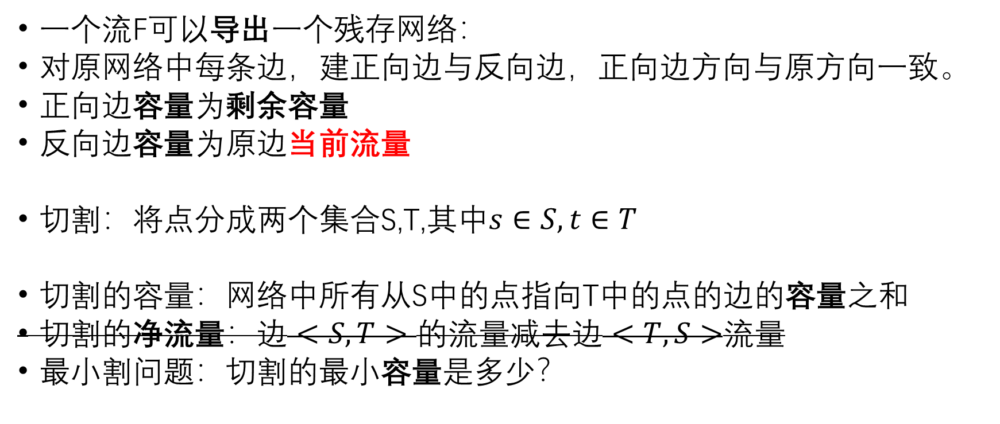 • 一个流F可以导出一个残存网络：
• 对原网络中每条边，建正向边与反向边，正向边方向与原方向一致。
• 正向边容量为剩余容量
• 反向边容量为原边当前流量
• 切割：将点分成两个集合S,T,其中s ∈ S, t ∈ T
• 切割的容量：网络中所有从S中的点指向T中的点的边的容量之和
• 切割的净流量：边 < S, T > 的流量减去边 < T, S >流量
• 最小割问题：切割的最小容量是多少？